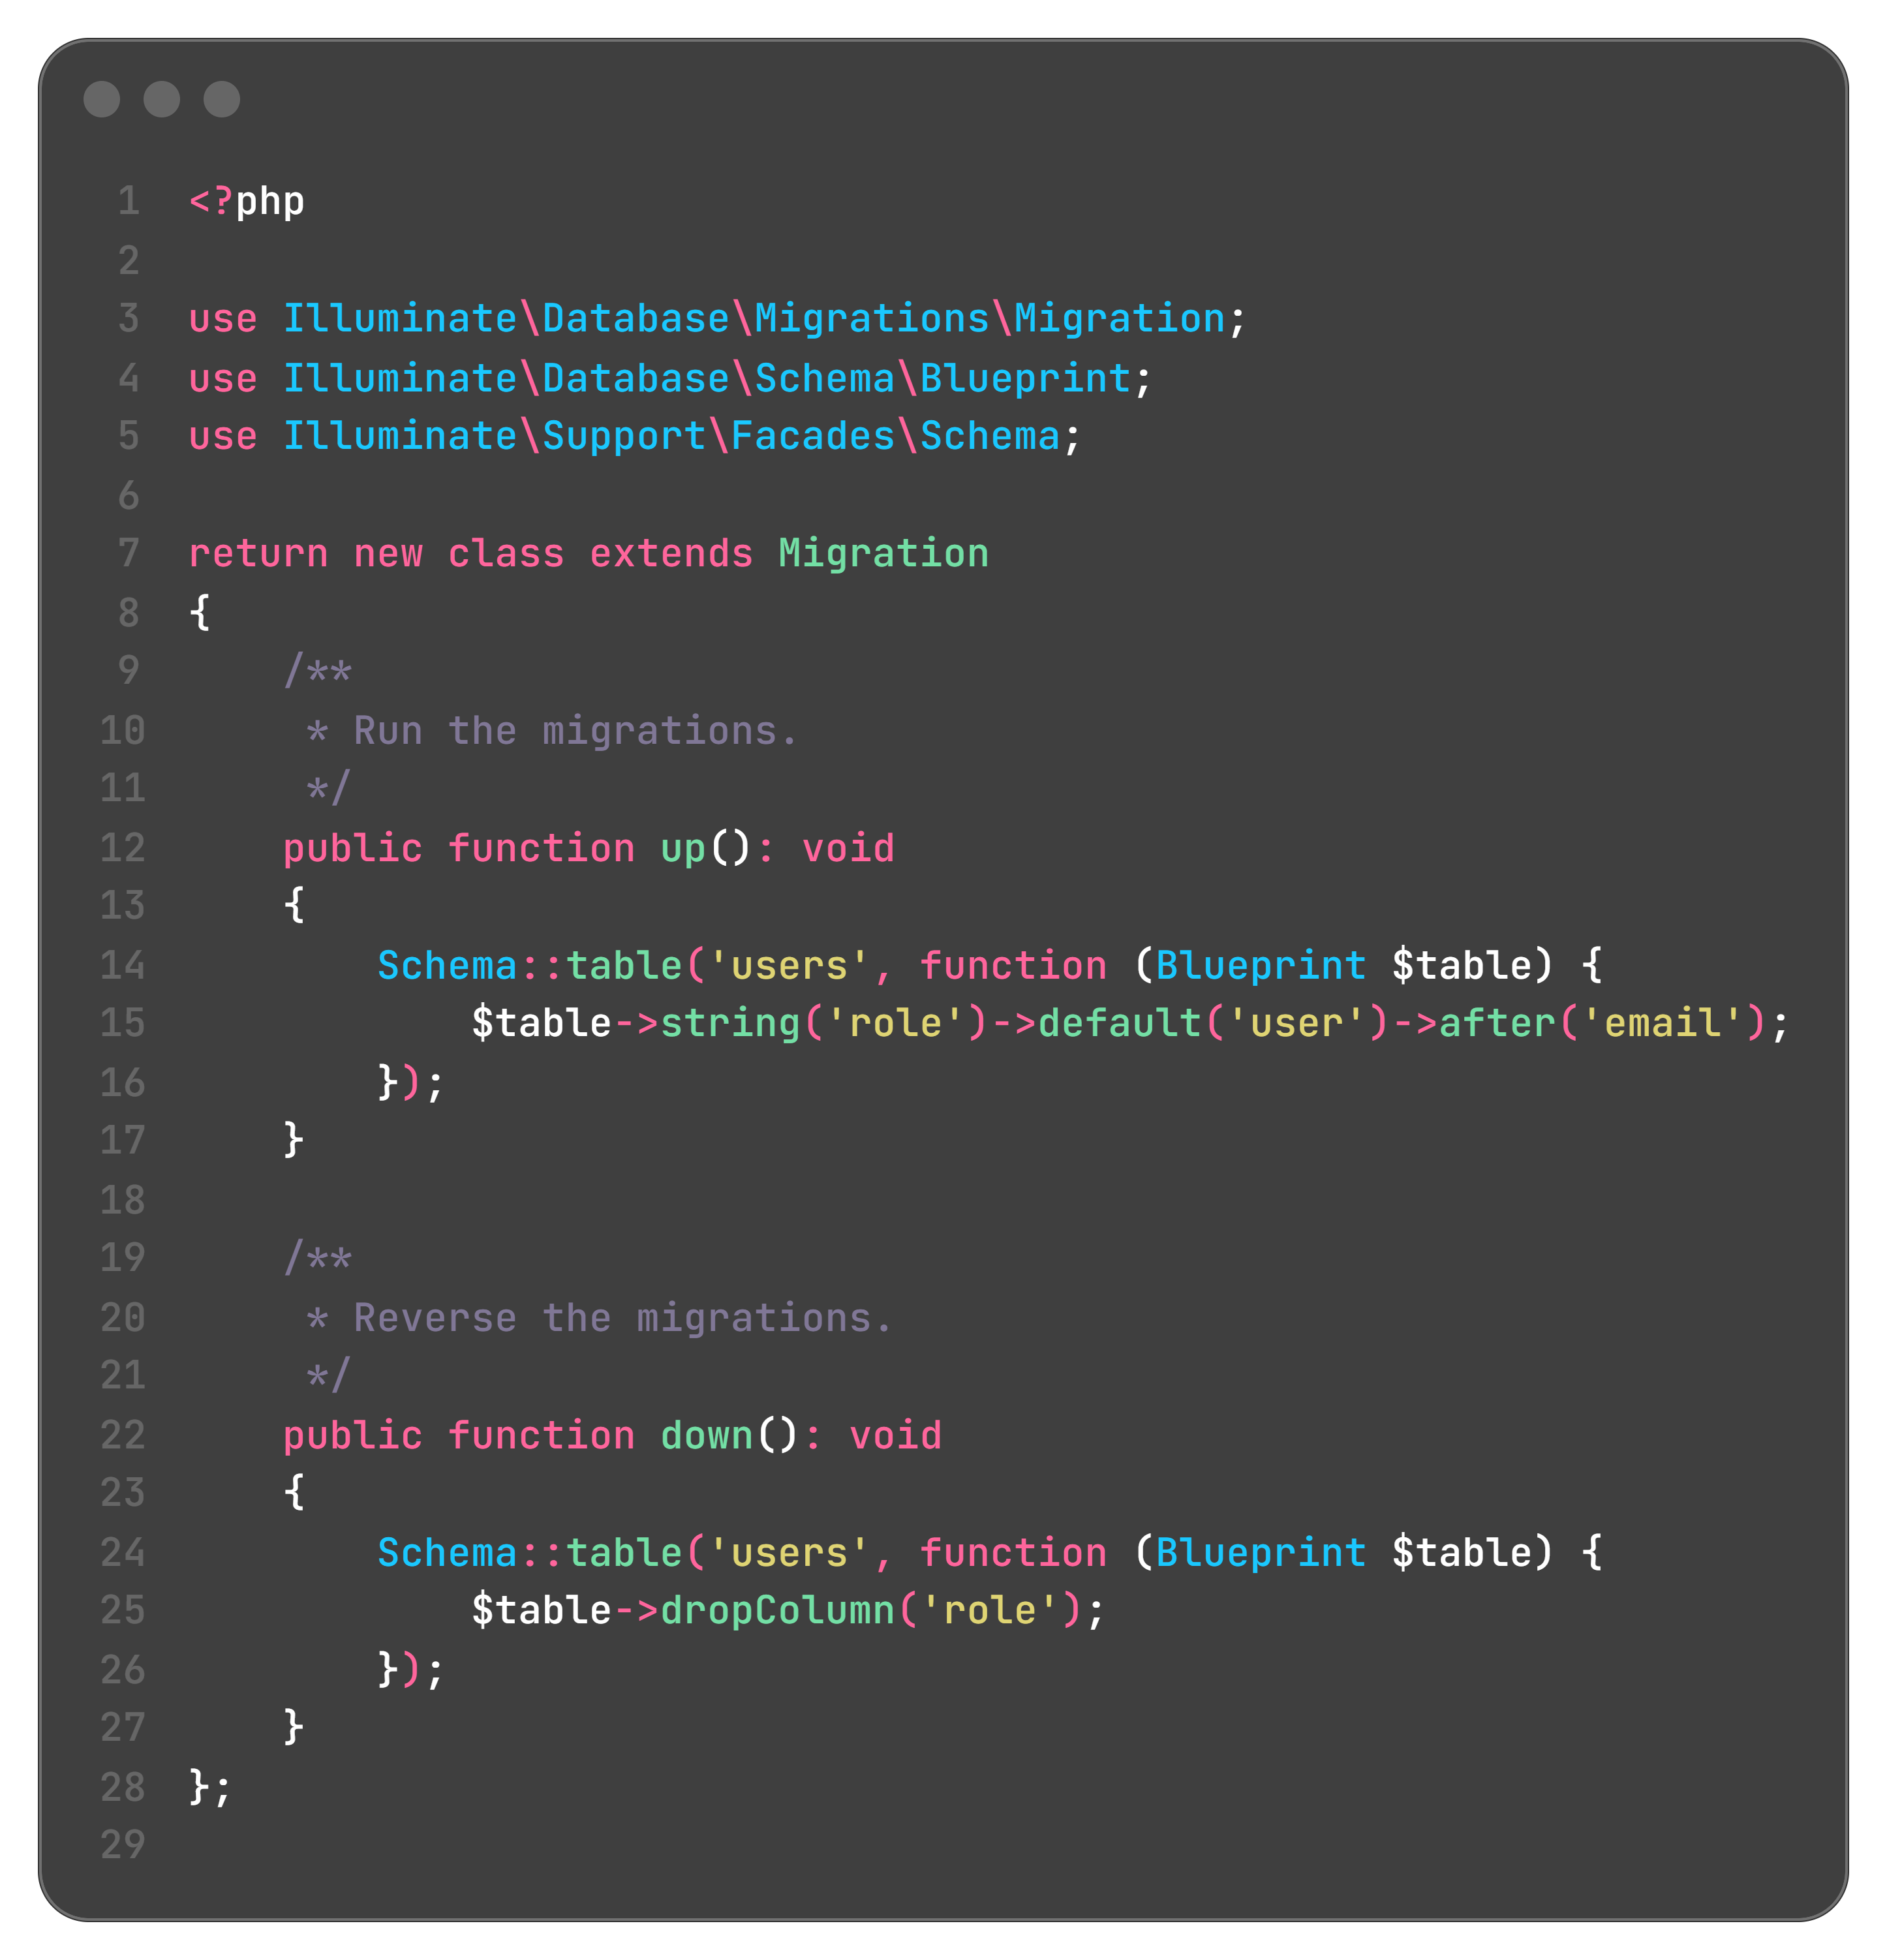 1 <?php
2
3 use Illuminate\Database\Migrations\Migration;
4 use Illuminate\Database\Schema\Blueprint;
5 use Illuminate\Support\Facades\Schema;
6
7 return new class extends Migration
8 {
9     /**
10      * Run the migrations.
11      */
12     public function up(): void
13     {
14         Schema::table('users', function (Blueprint $table) {
15             $table->string('role')->default('user')->after('email');
16         });
17     }
18
19     /**
20      * Reverse the migrations.
21      */
22     public function down(): void
23     {
24         Schema::table('users', function (Blueprint $table) {
25             $table->dropColumn('role');
26         });
27     }
28 };
29